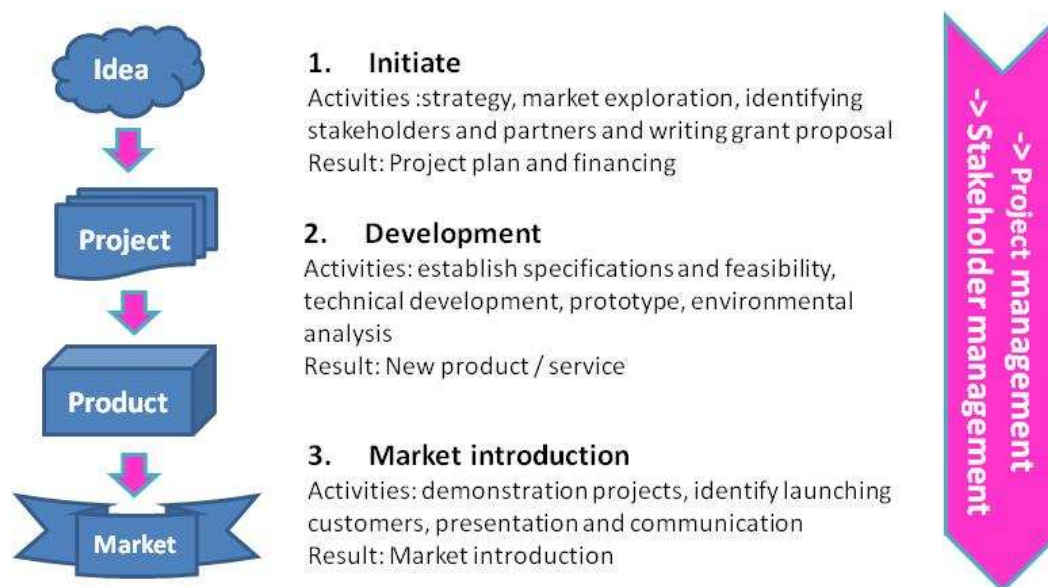 Idea
1. Initiate
Activities :strategy, market exploration, identifying
stakeholders and partners and writing grant proposal
Result: Project plan and financing
Project
2. Development
Activities: establish specifications and feasibility,
technical development, prototype, environmental
analysis
Result: New product / service
Product
3. Market introduction
Activities: demonstration projects, identify launching
customers, presentation and communication
Result: Market introduction
Market
-> Project management
-> Stakeholder management